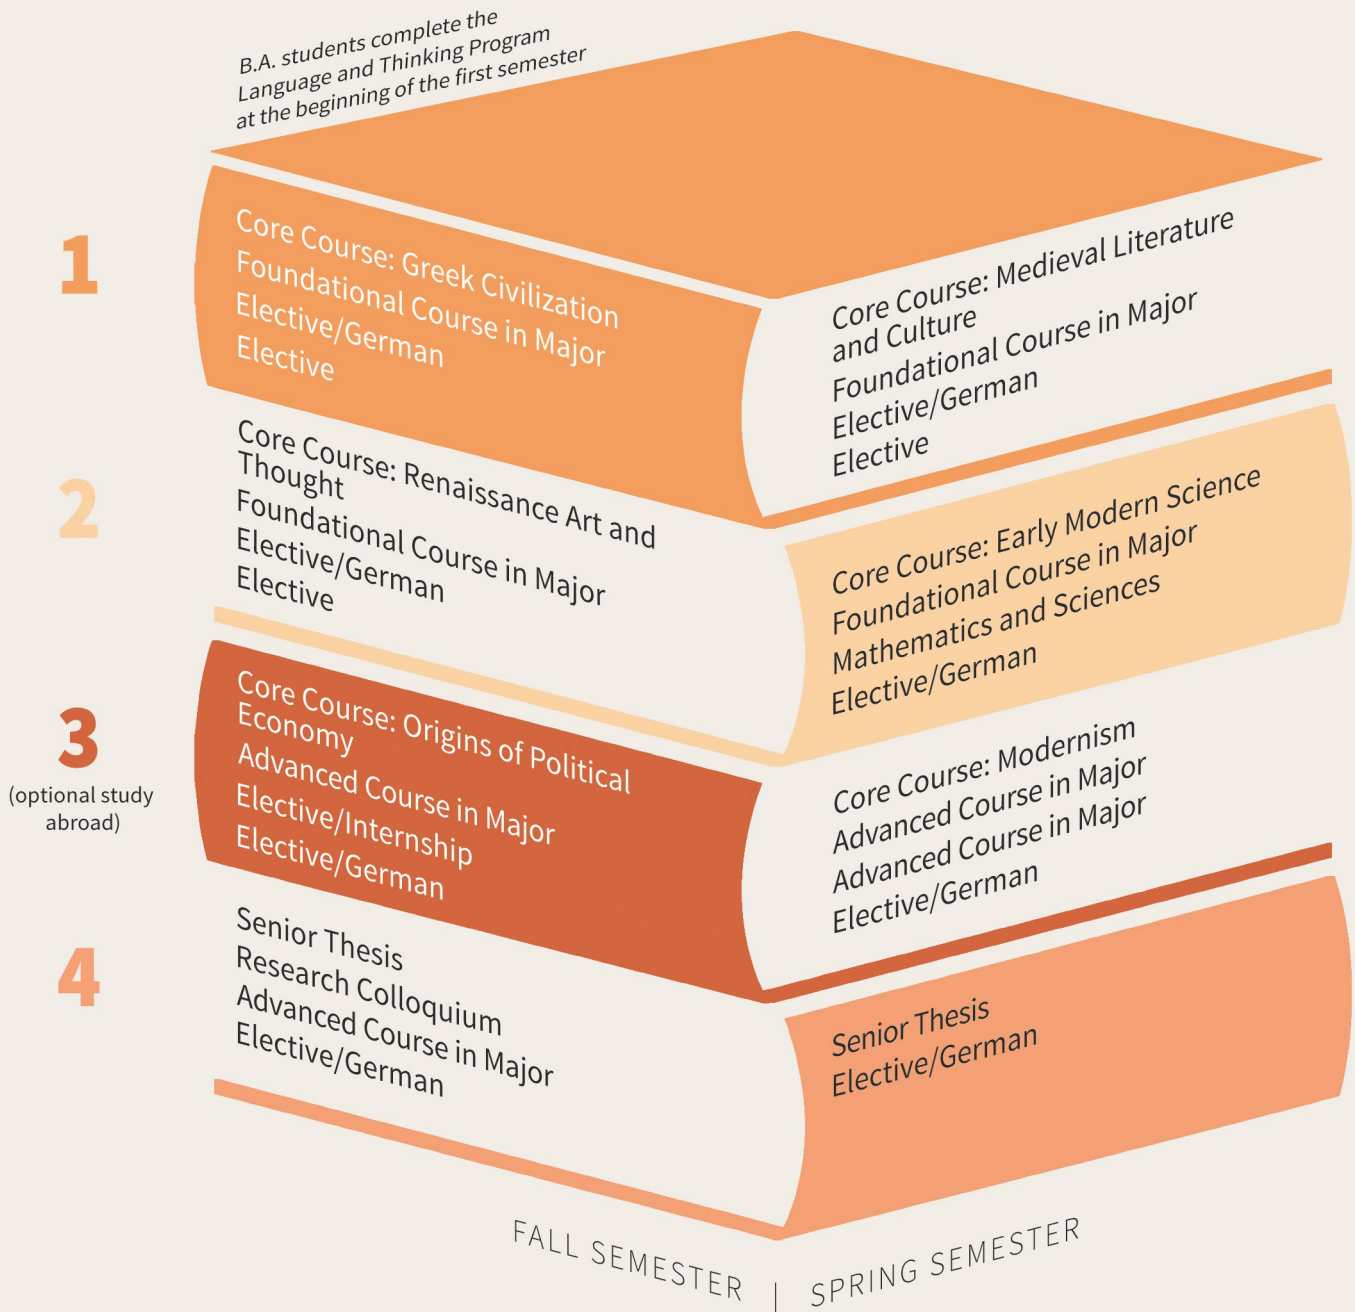 B.A. students complete the
Language and Thinking Program
at the beginning of the first semester
1
Core Course: Greek Civilization
Foundational Course in Major
Elective/German
Elective
Core Course: Medieval Literature
and Culture
Foundational Course in Major
Elective/German
Elective
2
Core Course: Renaissance Art and
Thought
Foundational Course in Major
Elective/German
Elective
Core Course: Early Modern Science
Foundational Course in Major
Mathematics and Sciences
Elective/German
3
(optional study
abroad)
Core Course: Origins of Political
Economy
Advanced Course in Major
Elective/Internship
Elective/German
Core Course: Modernism
Advanced Course in Major
Advanced Course in Major
Elective/German
4
Senior Thesis
Research Colloquium
Advanced Course in Major
Elective/German
Senior Thesis
Elective/German
FALL SEMESTER | SPRING SEMESTER